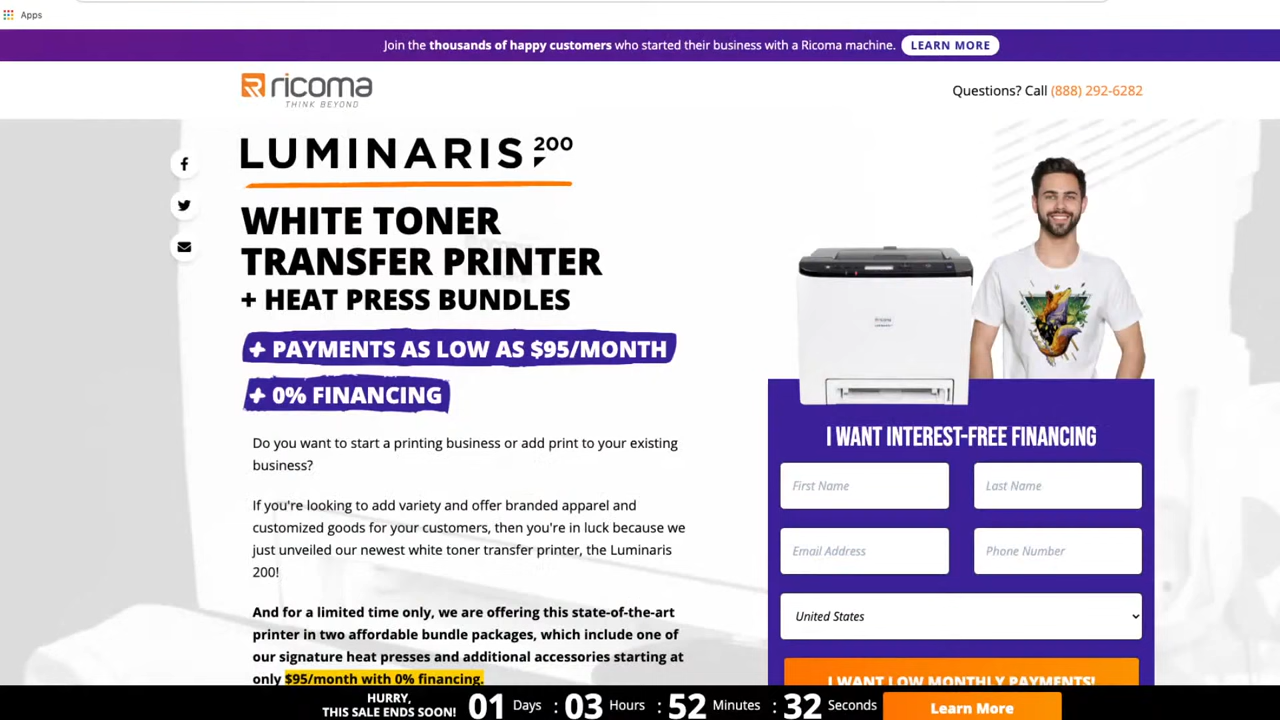 Apps
Join the thousands of happy customers who started their business with a Ricoma machine. LEARN MORE
ricoma
THINK BEYOND
Questions? Call (888) 292-6282
LUMINARIS 200
WHITE TONER
TRANSFER PRINTER
+ HEAT PRESS BUNDLES
+ PAYMENTS AS LOW AS $95/MONTH
+ 0% FINANCING
Do you want to start a printing business or add print to your existing
business?
If you're looking to add variety and offer branded apparel and
customized goods for your customers, then you're in luck because we
just unveiled our newest white toner transfer printer, the Luminaris
200!
And for a limited time only, we are offering this state-of-the-art
printer in two affordable bundle packages, which include one of
our signature heat presses and additional accessories starting at
only $95/month with 0% financing.
ricoma
I WANT INTEREST-FREE FINANCING
First Name
Last Name
Email Address
Phone Number
United States
I WANT LOW MONTHLY PAYMENTS!
HURRY,
THIS SALE ENDS SOON!
01 Days : 03 Hours : 52 Minutes : 32 Seconds
Learn More